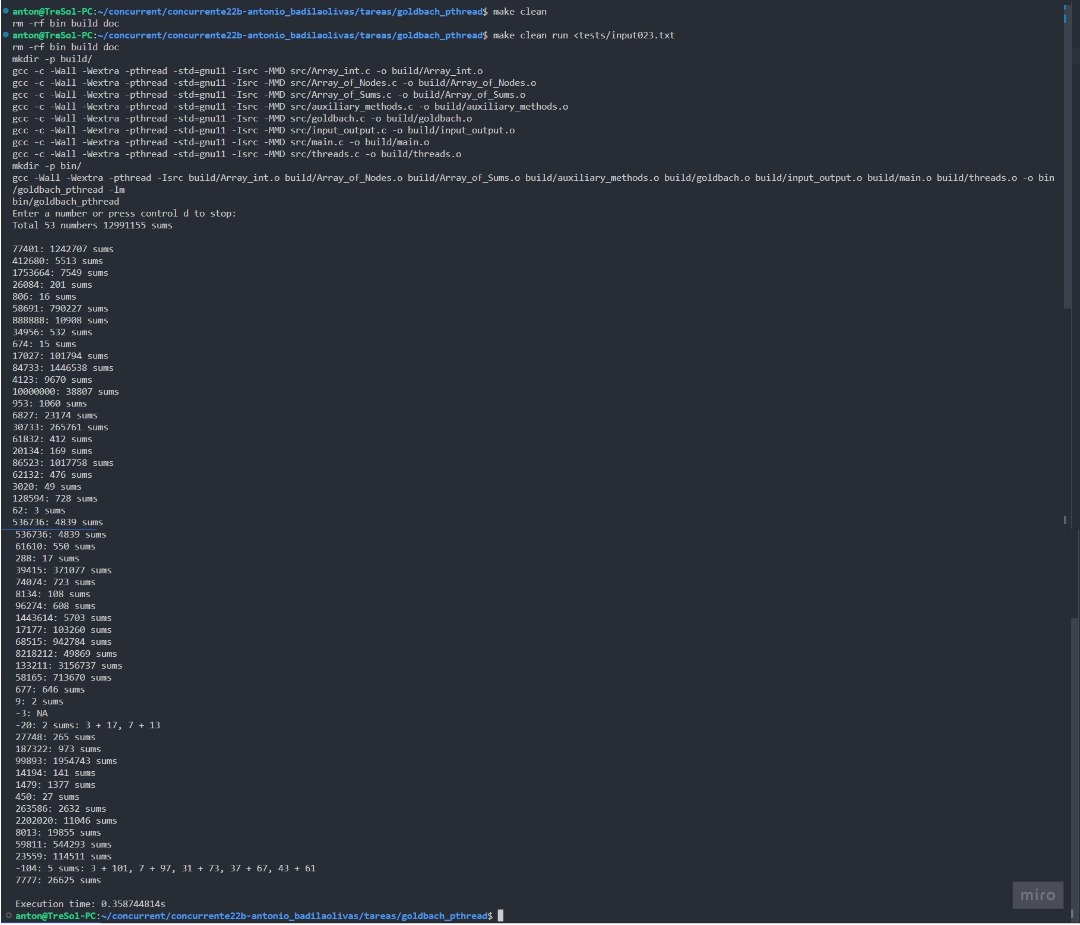 anton@TreSol-PC:~/concurrent/concurrente22b-antonio_badilaolivas/tareas/goldbach_pthread$ make clean
rm -rf bin build doc
anton@TreSol-PC:~/concurrent/concurrente22b-antonio_badilaolivas/tareas/goldbach_pthread$ make clean run <tests/input023.txt
rm -rf bin build doc
mkdir -p build/
gcc -c -Wall -Wextra -pthread -std=gnu11 -Isrc -MMD src/Array_int.c -o build/Array_int.o
gcc -c -Wall -Wextra -pthread -std=gnu11 -Isrc -MMD src/Array_of_Nodes.c -o build/Array_of_Nodes.o
gcc -c -Wall -Wextra -pthread -std=gnu11 -Isrc -MMD src/Array_of_Sums.c -o build/Array_of_Sums.o
gcc -c -Wall -Wextra -pthread -std=gnu11 -Isrc -MMD src/auxiliary_methods.c -o build/auxiliary_methods.o
gcc -c -Wall -Wextra -pthread -std=gnu11 -Isrc -MMD src/goldbach.c -o build/goldbach.o
gcc -c -Wall -Wextra -pthread -std=gnu11 -Isrc -MMD src/input_output.c -o build/input_output.o
gcc -c -Wall -Wextra -pthread -std=gnu11 -Isrc -MMD src/main.c -o build/main.o
gcc -c -Wall -Wextra -pthread -std=gnu11 -Isrc -MMD src/threads.c -o build/threads.o
mkdir -p bin/
gcc -Wall -Wextra -pthread -Isrc build/Array_int.o build/Array_of_Nodes.o build/Array_of_Sums.o build/auxiliary_methods.o build/goldbach.o build/input_output.o build/main.o build/threads.o -o bin
/goldbach_pthread -lm
bin/goldbach_pthread
Enter a number or press control d to stop:
Total 53 numbers 12991155 sums
77401: 1242707 sums
412680: 5513 sums
1753664: 7549 sums
26084: 201 sums
806: 16 sums
58691: 790227 sums
888888: 10908 sums
34956: 532 sums
674: 15 sums
17027: 101794 sums
84733: 1446538 sums
4123: 9670 sums
10000000: 38807 sums
953: 1060 sums
6827: 23174 sums
30733: 265761 sums
61832: 412 sums
20134: 169 sums
86523: 1017758 sums
62132: 476 sums
3020: 49 sums
128594: 728 sums
62: 3 sums
536736: 4839 sums
536736: 4839 sums
61610: 550 sums
288: 17 sums
39415: 371077 sums
74074: 723 sums
8134: 108 sums
96274: 608 sums
1443614: 5703 sums
17177: 103260 sums
68515: 942784 sums
8218212: 49869 sums
133211: 3156737 sums
58165: 713670 sums
677: 646 sums
9: 2 sums
-3: NA
-20: 2 sums: 3 + 17, 7 + 13
27748: 265 sums
187322: 973 sums
99893: 1954743 sums
14194: 141 sums
1479: 1377 sums
450: 27 sums
263586: 2632 sums
2202020: 11046 sums
8013: 19855 sums
59811: 544293 sums
23559: 114511 sums
-104: 5 sums: 3 + 101, 7 + 97, 31 + 73, 37 + 67, 43 + 61
7777: 26625 sums
Execution time: 0.358744814s
anton@TreSol-PC:~/concurrent/concurrente22b-antonio_badilaolivas/tareas/goldbach_pthread$
miro